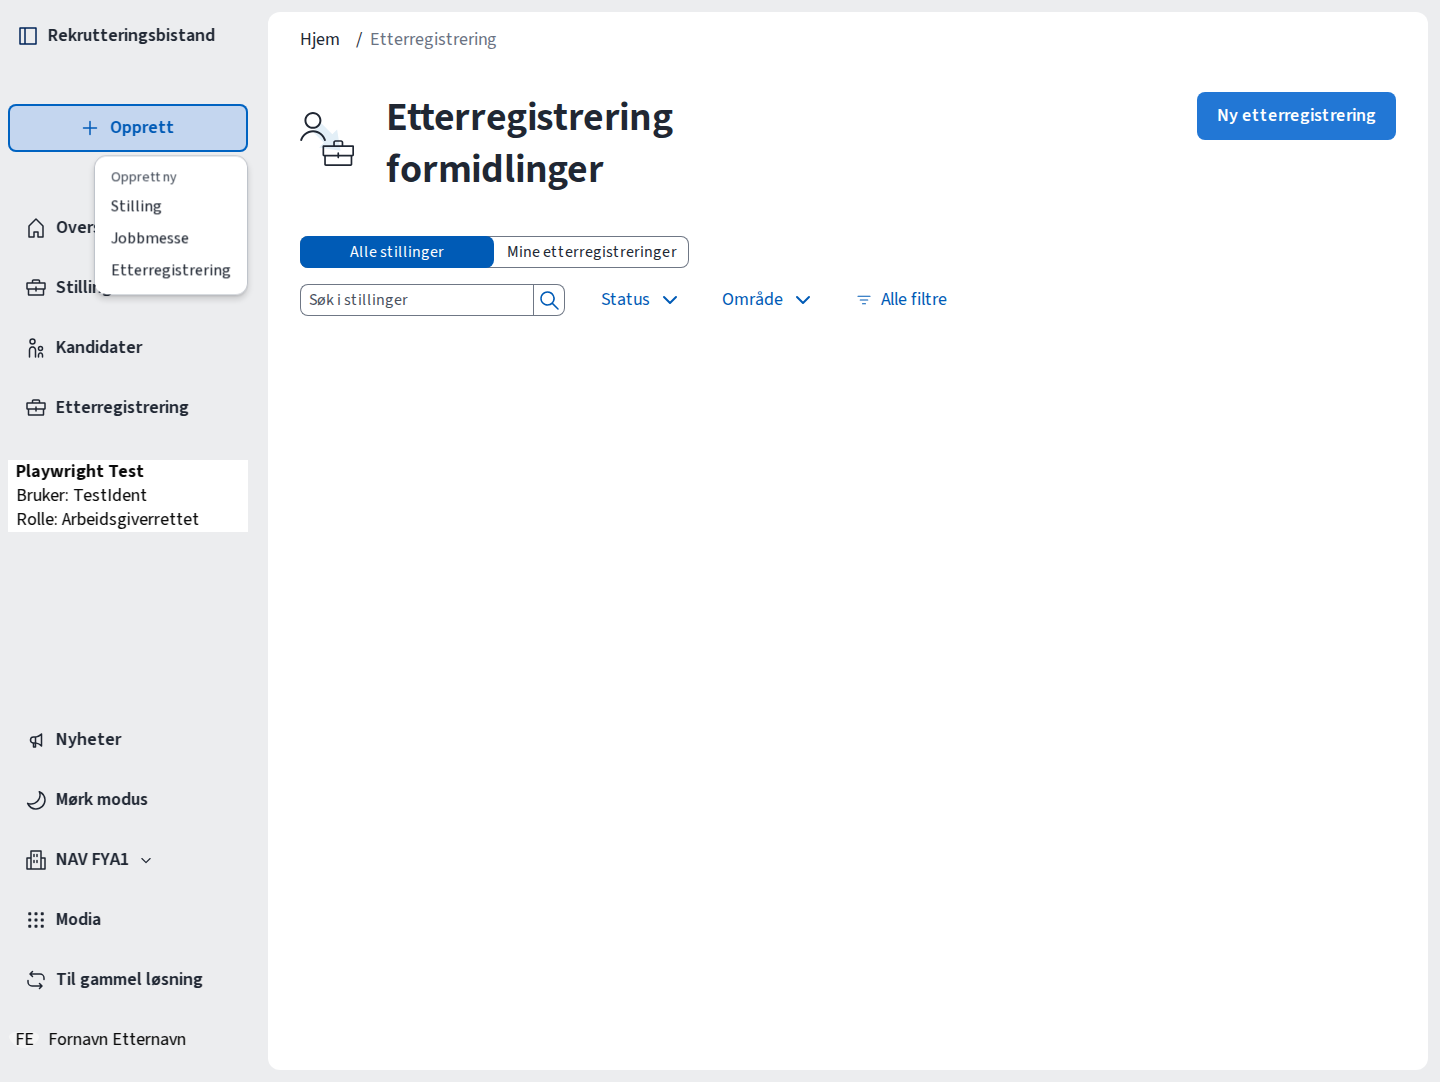 Rekrutteringsbistand
Opprett
Opprett ny
Stilling
Jobbmesse
Etterregistrering
Kandidater
Etterregistrering
Playwright Test
Bruker: TestIdent
Rolle: Arbeidsgiverrettet
Nyheter
Mørk modus
NAV FYA1
Modia
Til gammel løsning
FE Fornavn Etternavn
Hjem / Etterregistrering
Etterregistrering
formidlinger
Ny etterregistrering
Alle stillinger Mine etterregistreringer
Søk i stillinger Status Område Alle filtre